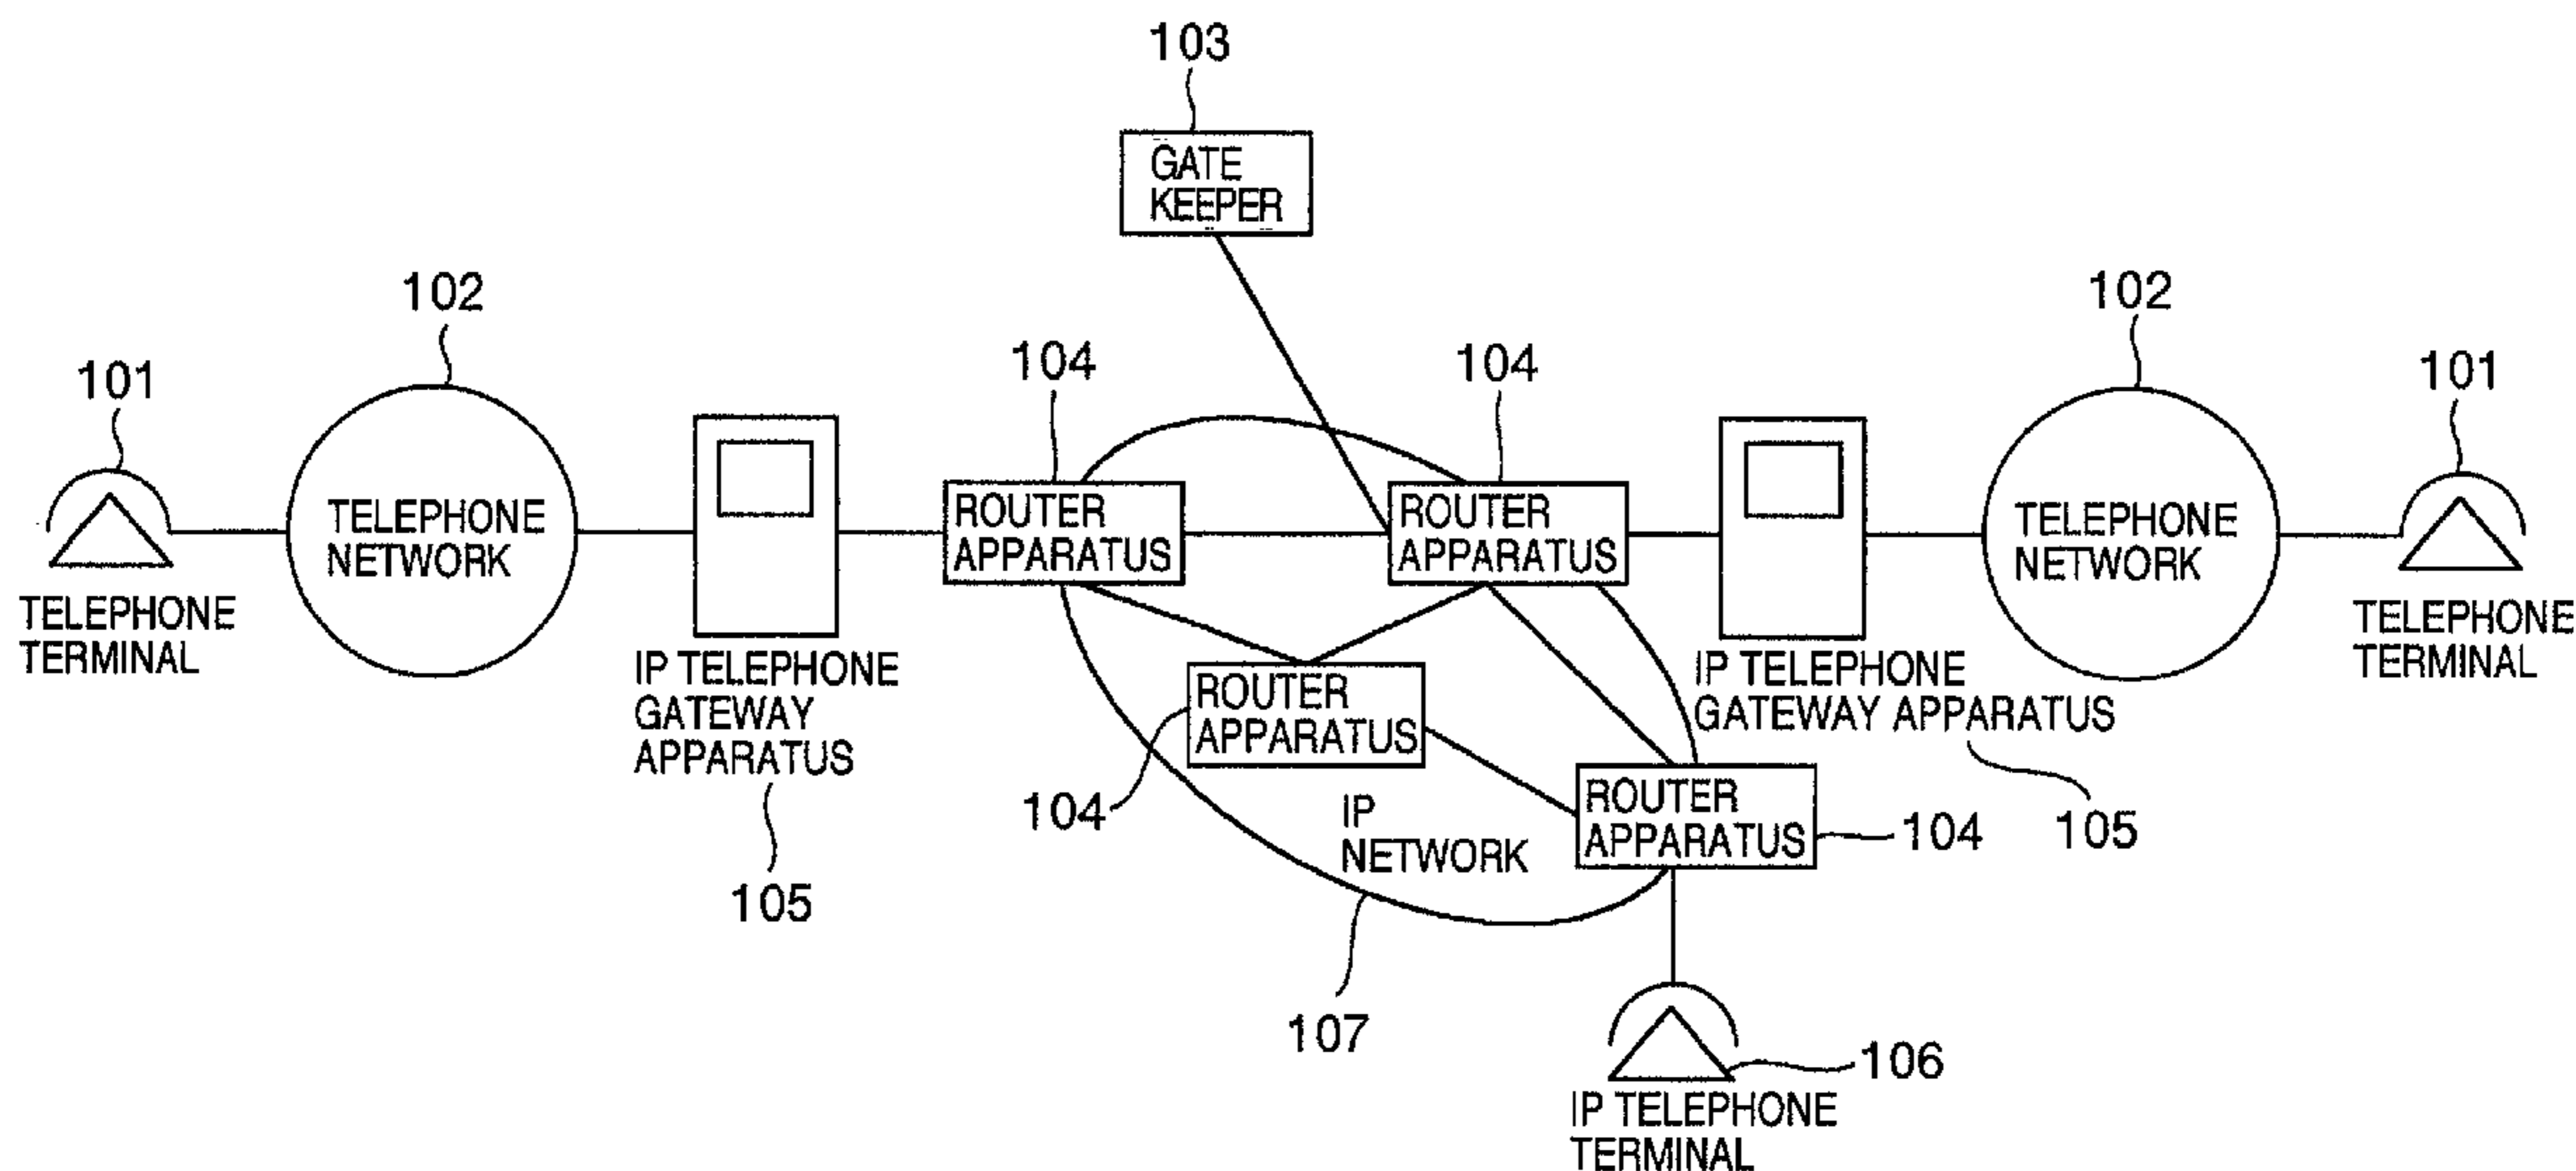 103
GATE
KEEPER
102
102
104
104
101
101
ROUTER
APPARATUS
ROUTER
APPARATUS
TELEPHONE
NETWORK
TELEPHONE
NETWORK
TELEPHONE
TERMINAL
TELEPHONE
TERMINAL
IP TELEPHONE
GATEWAY
APPARATUS
105
IP TELEPHONE
GATEWAY APPARATUS
105
ROUTER
APPARATUS
104
ROUTER
APPARATUS
104
IP
NETWORK
107
106
IP TELEPHONE
TERMINAL